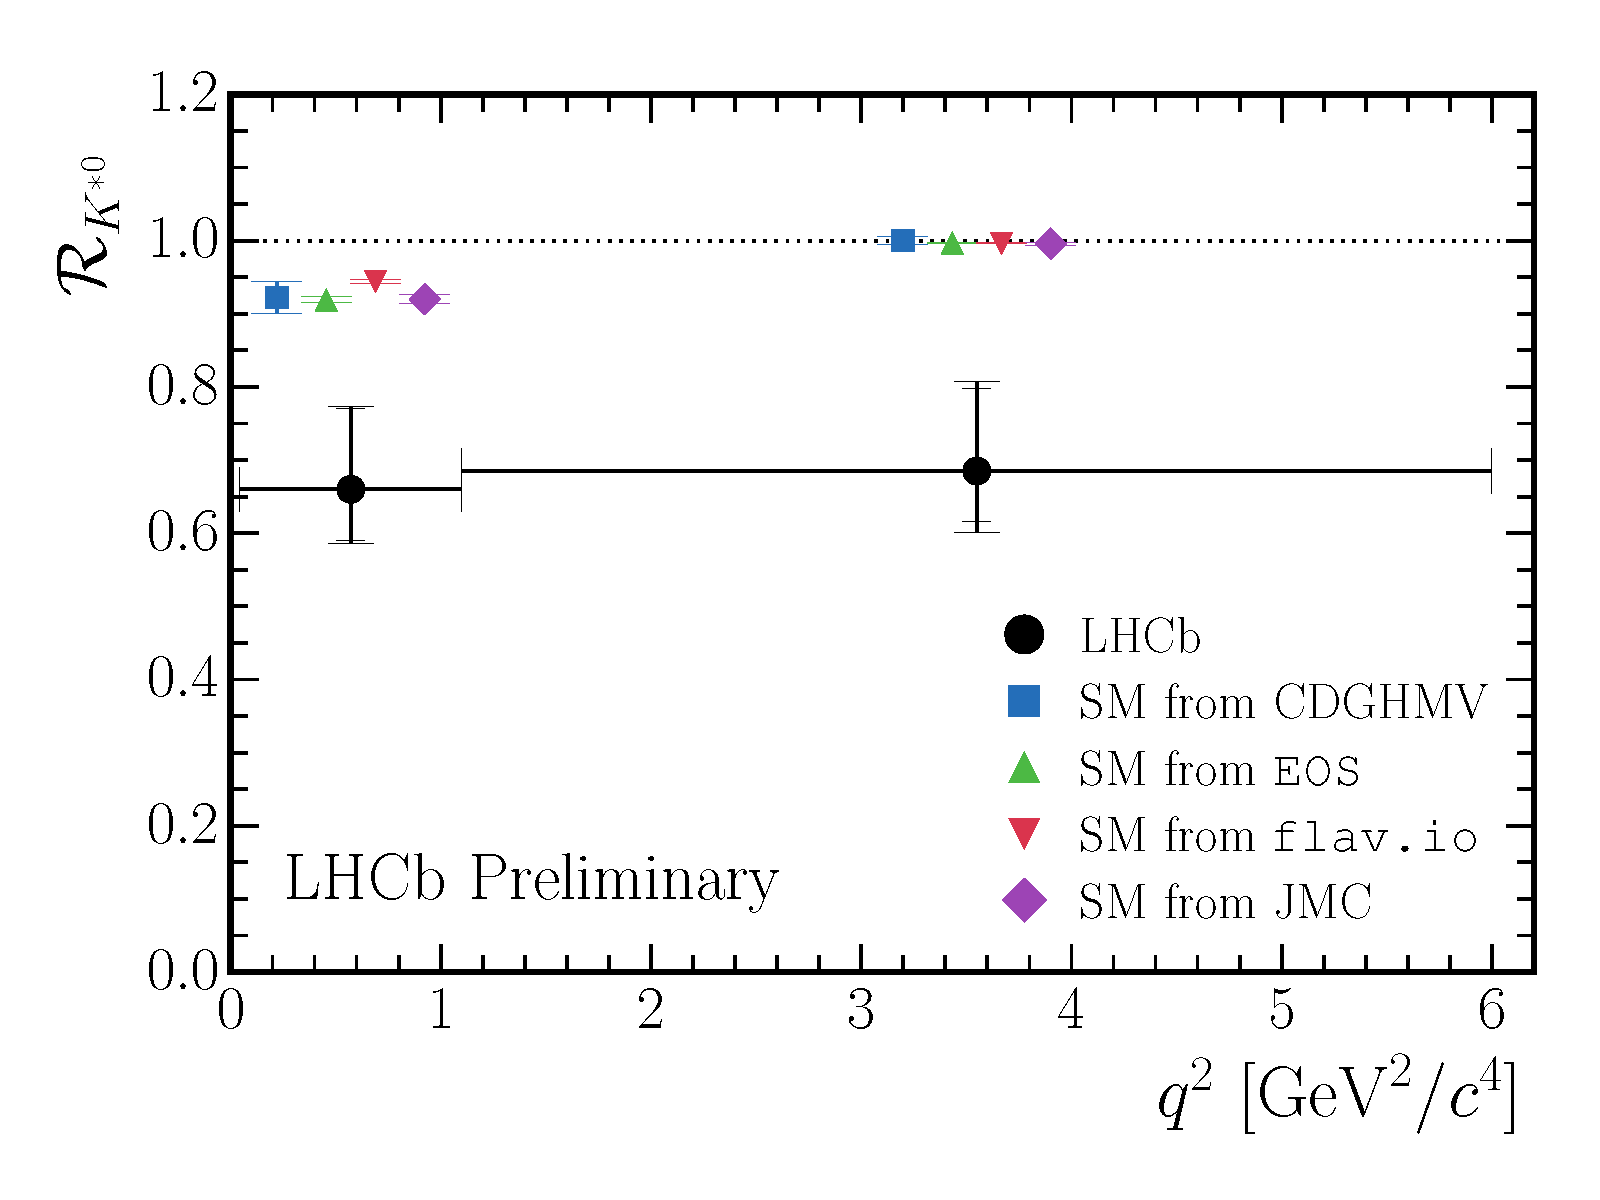 1.2
1.0
0.8
0.6
0.4
0.2
0.0
R_{K*0}
LHCb
SM from CDGHMV
SM from EOS
SM from flav.io
SM from JMC
LHCb Preliminary
0 1 2 3 4 5 6
q² [GeV²/c⁴]